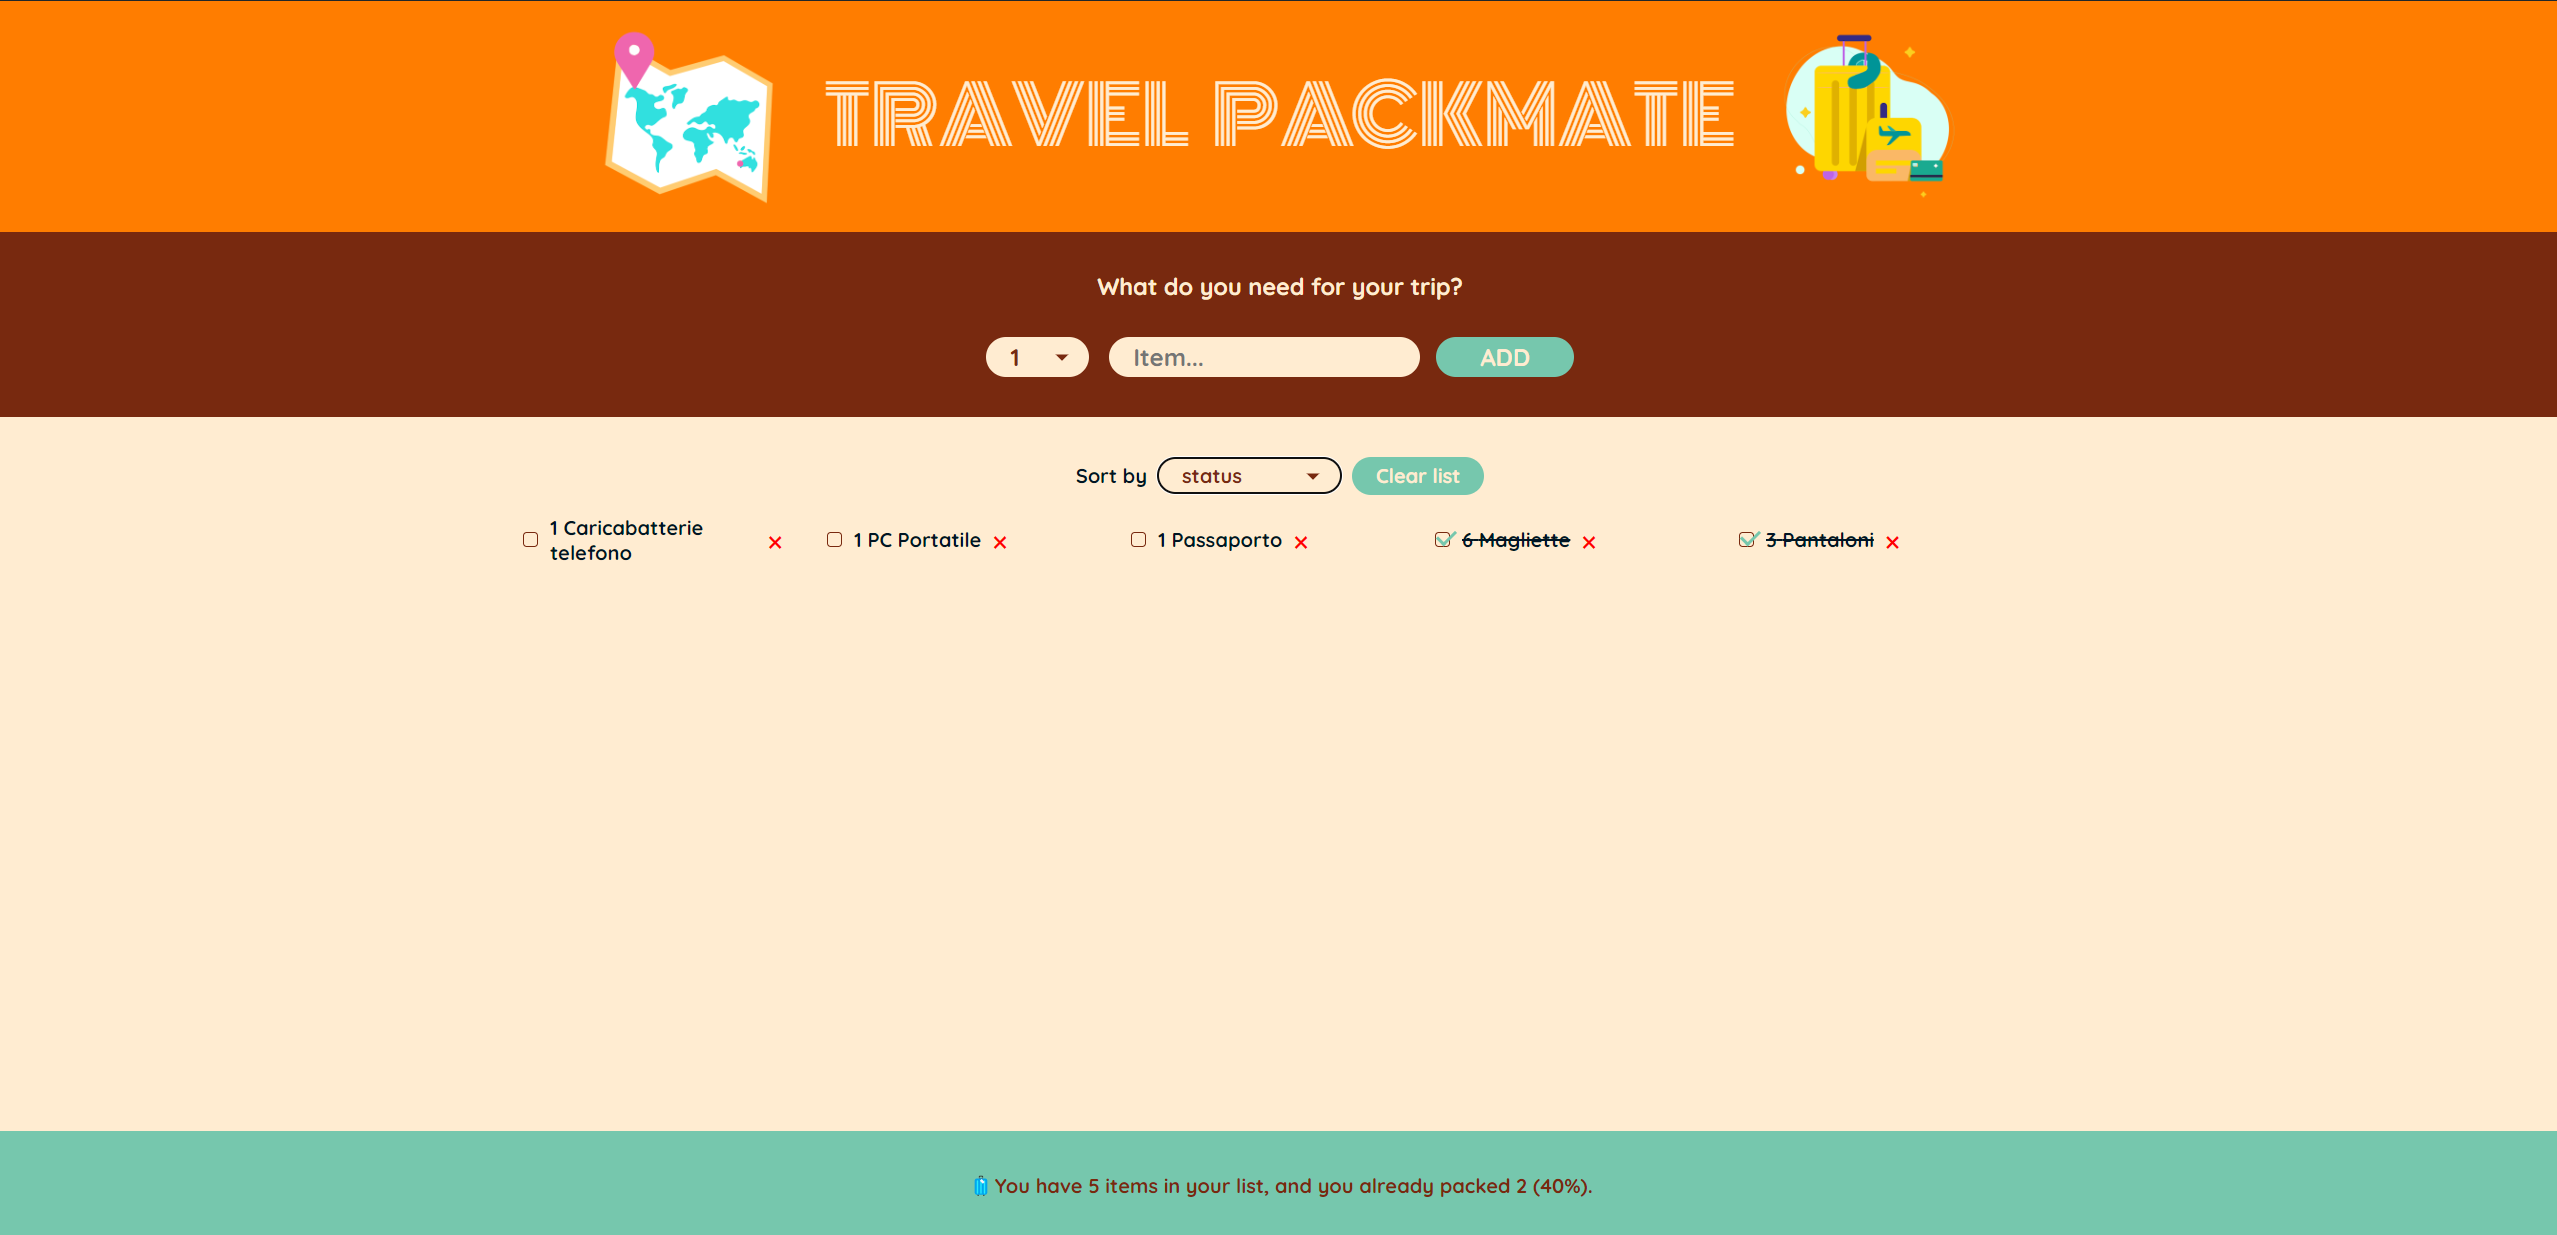 TRAVEL PACKMATE
What do you need for your trip?
1 Item... ADD
Sort by status Clear list
1 Caricabatterie telefono
1 PC Portatile
1 Passaporto
6 Magliette
3 Pantaloni
You have 5 items in your list, and you already packed 2 (40%).